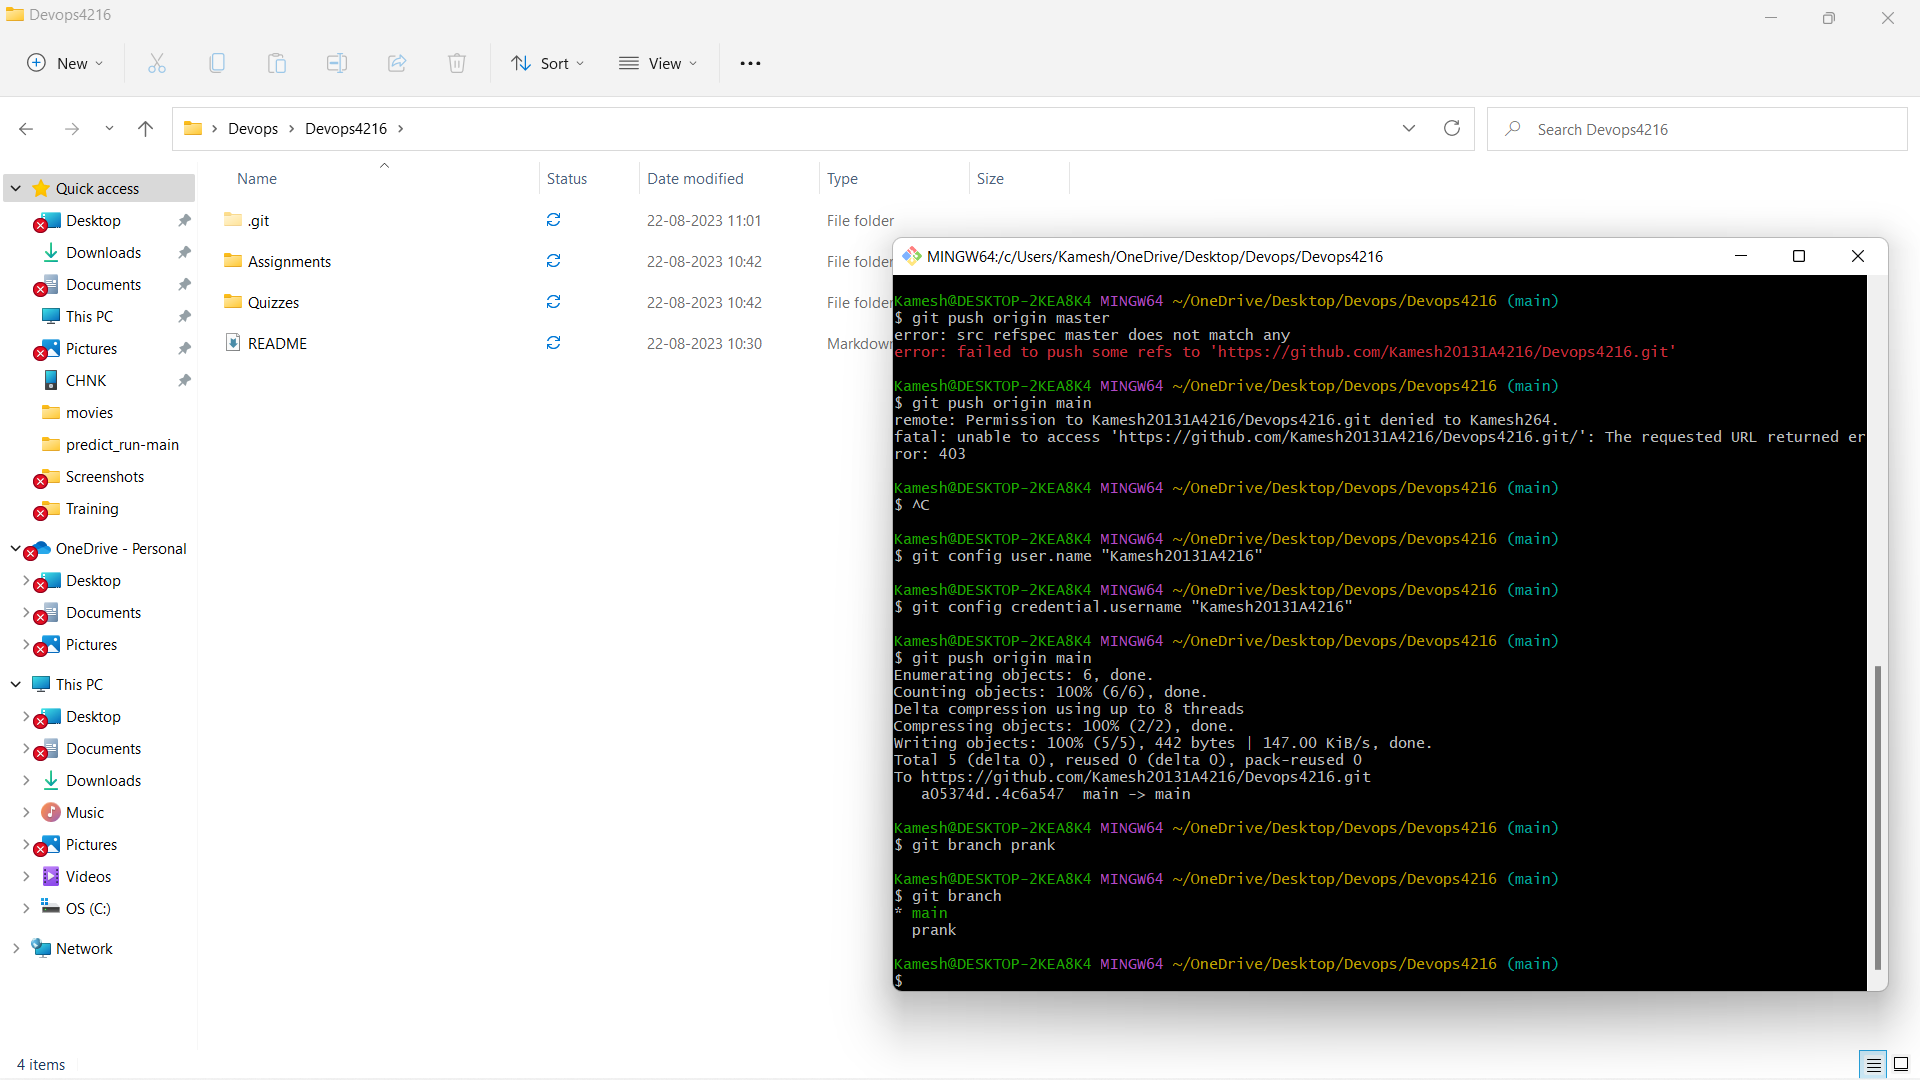 Devops4216
New
Sort
View
Devops > Devops4216 >
Search Devops4216
Name Status Date modified Type Size
.git 22-08-2023 11:01 File folder
Assignments 22-08-2023 10:42 File folder
Quizzes 22-08-2023 10:42 File folder
README 22-08-2023 10:30 Markdown
Quick access
Desktop
Downloads
Documents
This PC
Pictures
CHNK
movies
predict_run-main
Screenshots
Training
OneDrive - Personal
Desktop
Documents
Pictures
This PC
Desktop
Documents
Downloads
Music
Pictures
Videos
OS (C:)
Network
4 items
MINGW64:/c/Users/Kamesh/OneDrive/Desktop/Devops/Devops4216
Kamesh@DESKTOP-2KEA8K4 MINGW64 ~/OneDrive/Desktop/Devops/Devops4216 (main)
$ git push origin master
error: src refspec master does not match any
error: failed to push some refs to 'https://github.com/Kamesh20131A4216/Devops4216.git'
Kamesh@DESKTOP-2KEA8K4 MINGW64 ~/OneDrive/Desktop/Devops/Devops4216 (main)
$ git push origin main
remote: Permission to Kamesh20131A4216/Devops4216.git denied to Kamesh264.
fatal: unable to access 'https://github.com/Kamesh20131A4216/Devops4216.git/': The requested URL returned er
ror: 403
Kamesh@DESKTOP-2KEA8K4 MINGW64 ~/OneDrive/Desktop/Devops/Devops4216 (main)
$ ^C
Kamesh@DESKTOP-2KEA8K4 MINGW64 ~/OneDrive/Desktop/Devops/Devops4216 (main)
$ git config user.name "Kamesh20131A4216"
Kamesh@DESKTOP-2KEA8K4 MINGW64 ~/OneDrive/Desktop/Devops/Devops4216 (main)
$ git config credential.username "Kamesh20131A4216"
Kamesh@DESKTOP-2KEA8K4 MINGW64 ~/OneDrive/Desktop/Devops/Devops4216 (main)
$ git push origin main
Enumerating objects: 6, done.
Counting objects: 100% (6/6), done.
Delta compression using up to 8 threads
Compressing objects: 100% (2/2), done.
Writing objects: 100% (5/5), 442 bytes | 147.00 KiB/s, done.
Total 5 (delta 0), reused 0 (delta 0), pack-reused 0
To https://github.com/Kamesh20131A4216/Devops4216.git
a05374d..4c6a547 main -> main
Kamesh@DESKTOP-2KEA8K4 MINGW64 ~/OneDrive/Desktop/Devops/Devops4216 (main)
$ git branch prank
Kamesh@DESKTOP-2KEA8K4 MINGW64 ~/OneDrive/Desktop/Devops/Devops4216 (main)
$ git branch
* main
prank
Kamesh@DESKTOP-2KEA8K4 MINGW64 ~/OneDrive/Desktop/Devops/Devops4216 (main)
$